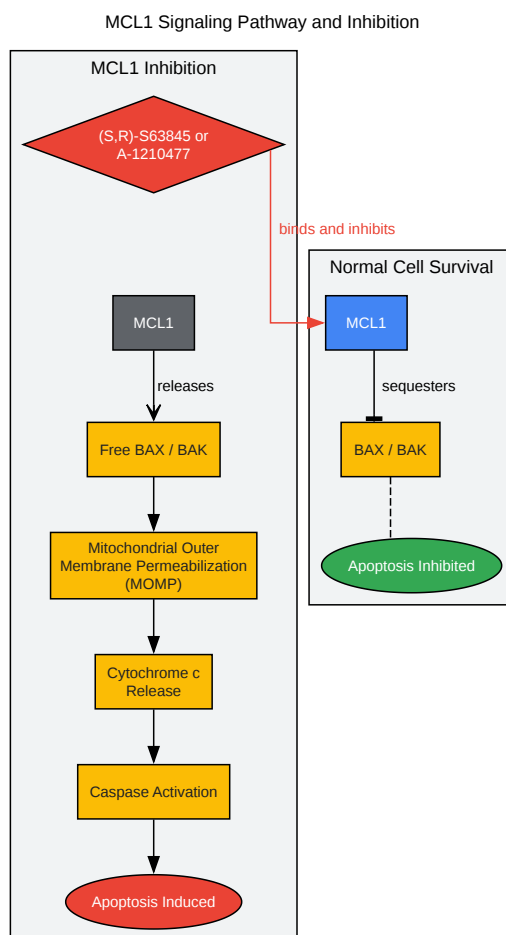 MCL1 Signaling Pathway and Inhibition
MCL1 Inhibition
(S,R)-S63845 or
A-1210477
binds and inhibits
Normal Cell Survival
MCL1
MCL1
releases
sequesters
Free BAX / BAK
BAX / BAK
Mitochondrial Outer
Membrane Permeabilization
(MOMP)
Apoptosis Inhibited
Cytochrome c
Release
Caspase Activation
Apoptosis Induced